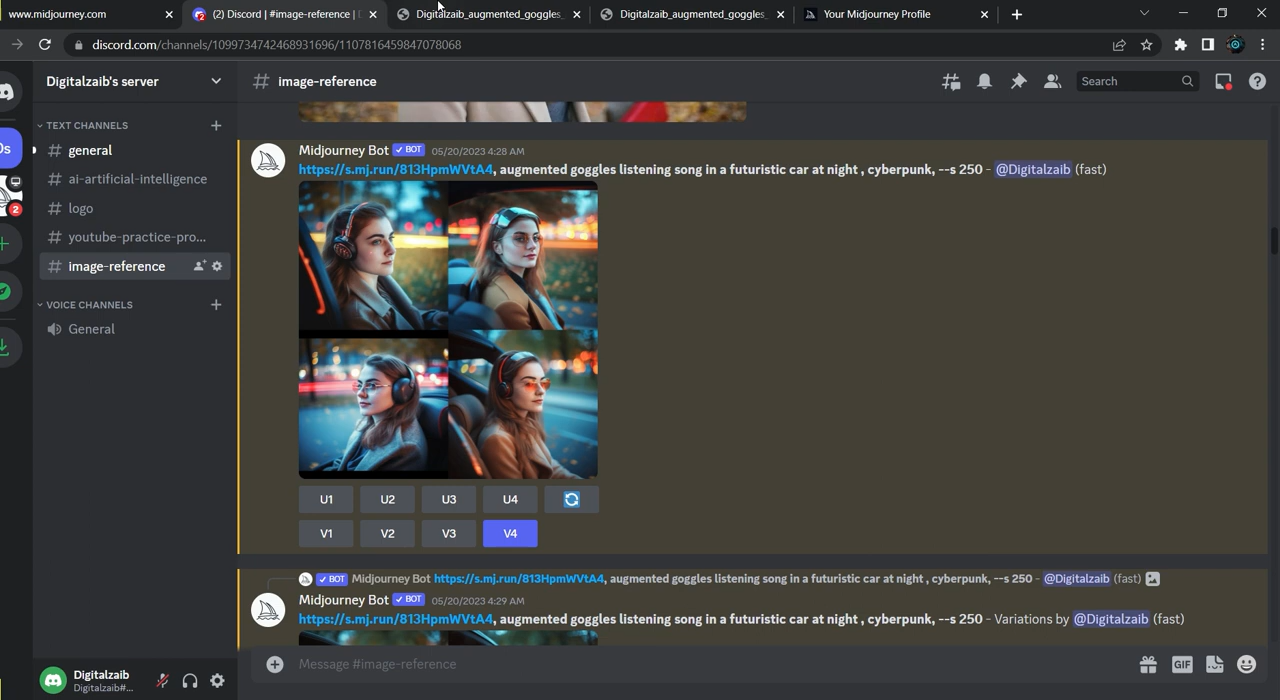 www.midjourney.com
(2) Discord | #image-reference |
Digitalzaib_augmented_goggles_
Digitalzaib_augmented_goggles_
Your Midjourney Profile
discord.com/channels/1099734742468931696/1107816459847078068
Digitalzaib's server
# image-reference
Search
TEXT CHANNELS
# general
# ai-artificial-intelligence
# logo
# youtube-practice-pro...
# image-reference
VOICE CHANNELS
General
2
Midjourney Bot ✓ BOT 05/20/2023 4:28 AM
https://s.mj.run/813HpmWVtA4, augmented goggles listening song in a futuristic car at night , cyberpunk, --s 250 - @Digitalzaib (fast)
U1 U2 U3 U4
V1 V2 V3 V4
✓ BOT Midjourney Bot https://s.mj.run/813HpmWVtA4, augmented goggles listening song in a futuristic car at night , cyberpunk, --s 250 - @Digitalzaib (fast)
Midjourney Bot ✓ BOT 05/20/2023 4:29 AM
https://s.mj.run/813HpmWVtA4, augmented goggles listening song in a futuristic car at night , cyberpunk, --s 250 - Variations by @Digitalzaib (fast)
Message #image-reference
GIF
Digitalzaib
Digitalzaib#...